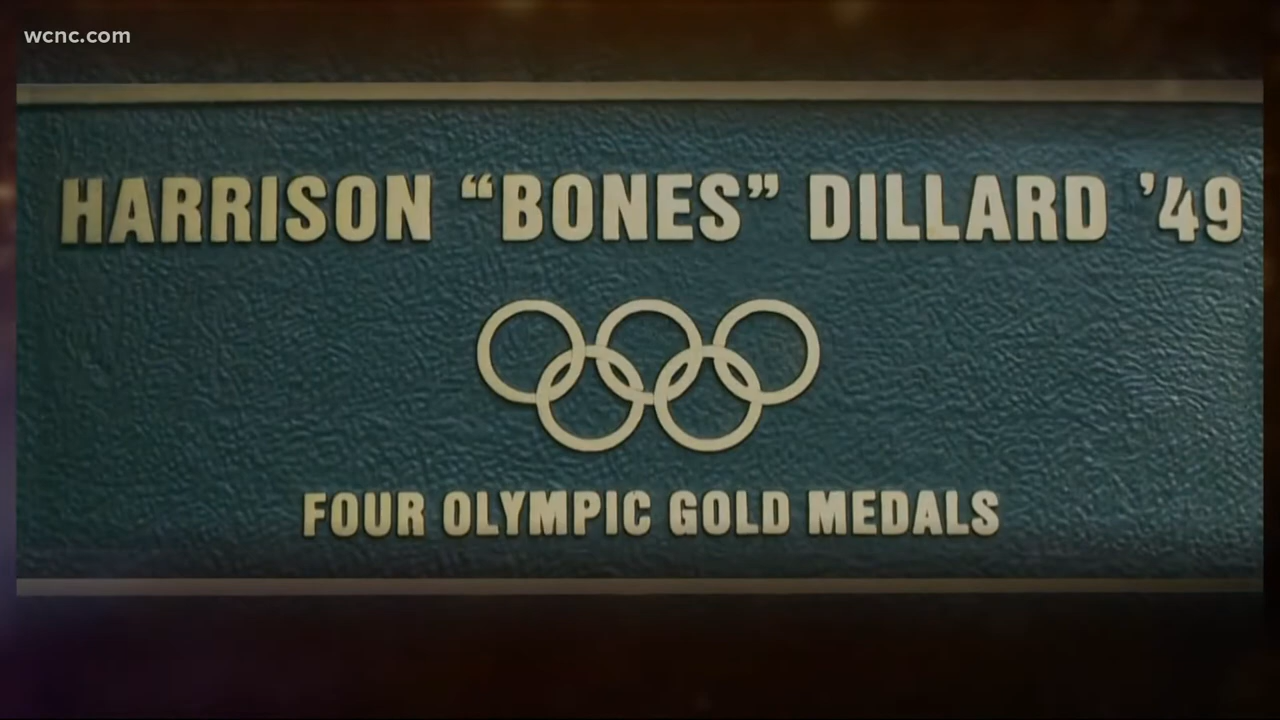 wcnc.com
HARRISON “BONES” DILLARD ’49
FOUR OLYMPIC GOLD MEDALS